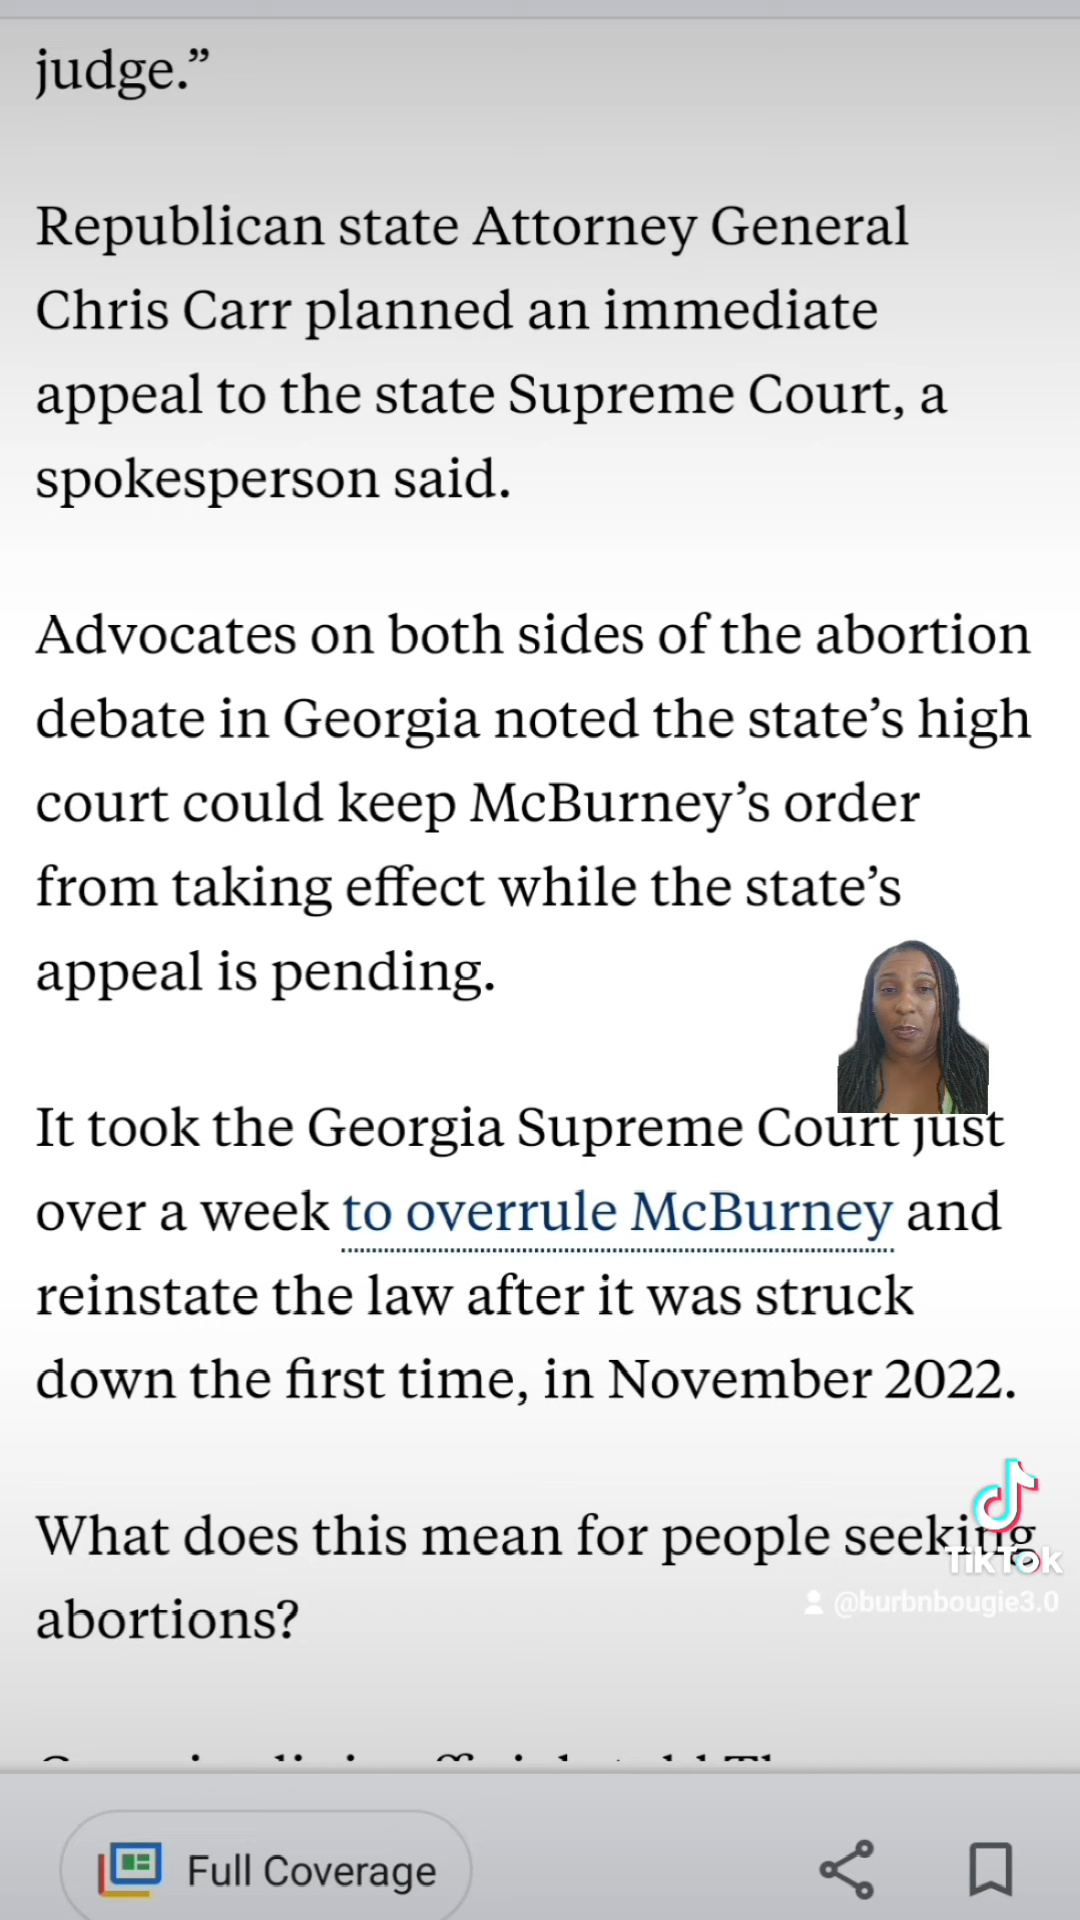 judge.”
Republican state Attorney General
Chris Carr planned an immediate
appeal to the state Supreme Court, a
spokesperson said.
Advocates on both sides of the abortion
debate in Georgia noted the state’s high
court could keep McBurney’s order
from taking effect while the state’s
appeal is pending.
It took the Georgia Supreme Court just
over a week to overrule McBurney and
reinstate the law after it was struck
down the first time, in November 2022.
What does this mean for people seeking
abortions?
TikTok
@burbnbougie3.0
Full Coverage